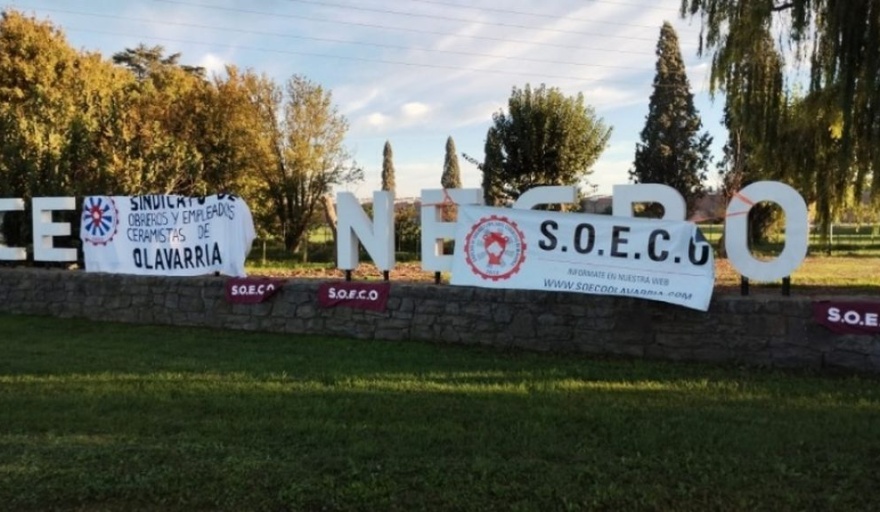 CE NEGRO
SINDICATO DE
OBREROS Y EMPLEADOS
CERAMISTAS DE
OLAVARRIA
S.O.E.C.O
INFORMATE EN NUESTRA WEB
WWW.SOECOOLAVARRIA.COM
S.O.E.C.O
S.O.E.C.O
S.O.E.